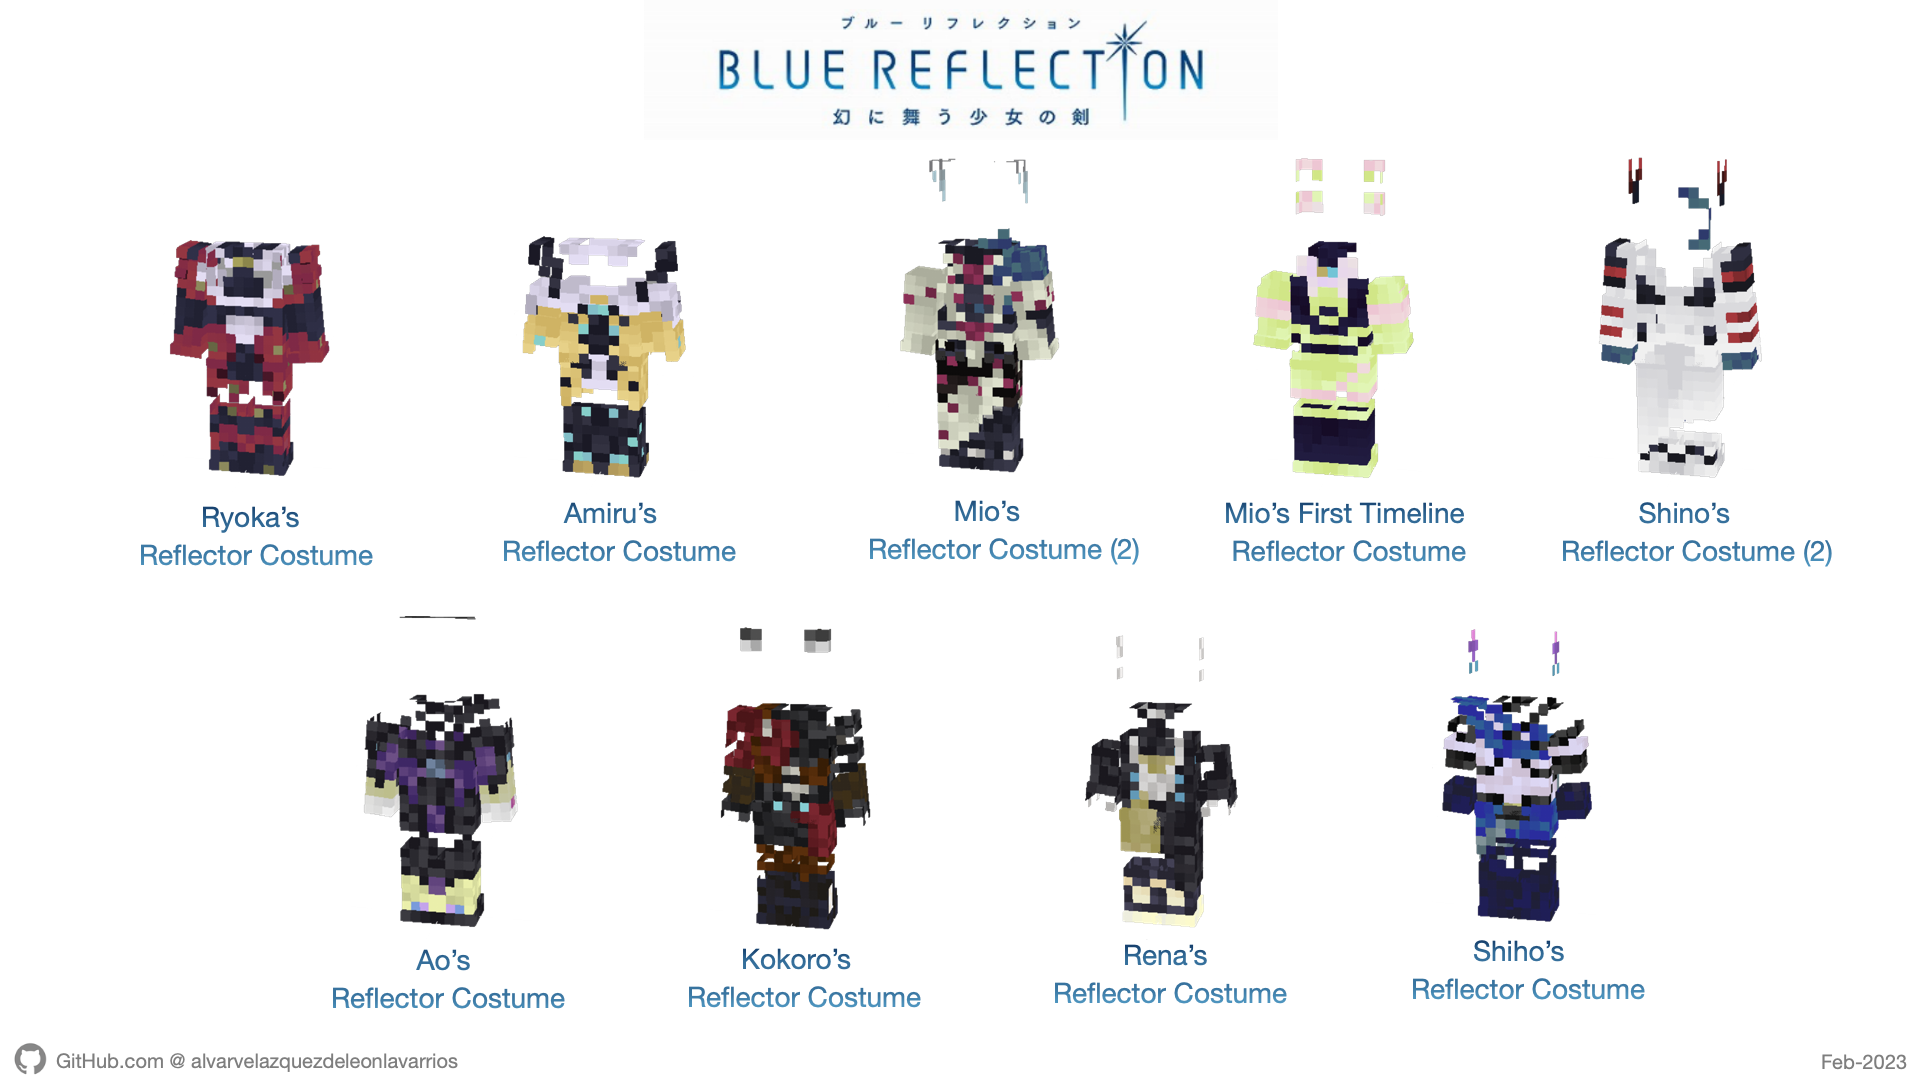 ブルー リフレクション
BLUE REFLECTION
幻に舞う少女の剣
Ryoka’s
Reflector Costume
Amiru’s
Reflector Costume
Mio’s
Reflector Costume (2)
Mio’s First Timeline
Reflector Costume
Shino’s
Reflector Costume (2)
Ao’s
Reflector Costume
Kokoro’s
Reflector Costume
Rena’s
Reflector Costume
Shiho’s
Reflector Costume
GitHub.com @ alvarvelazquezdeleonlavarrios
Feb-2023